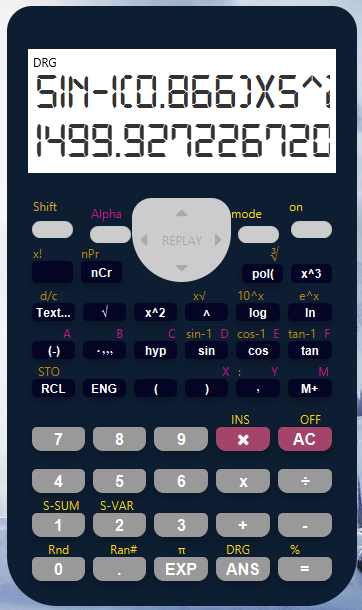 DRG
SIN-1(0.866)X5^
1499.927226720
Shift Alpha mode on
REPLAY
x! nPr ∛
nCr pol( x^3
d/c x√ 10^x e^x
Text... √ x^2 ^ log ln
A B C sin-1 D cos-1 E tan-1 F
(-) ·,,, hyp sin cos tan
STO X : Y M
RCL ENG ( ) , M+
INS OFF
7 8 9 ✖ AC
4 5 6 x ÷
S-SUM S-VAR
1 2 3 + -
Rnd Ran# π DRG %
0 . EXP ANS =